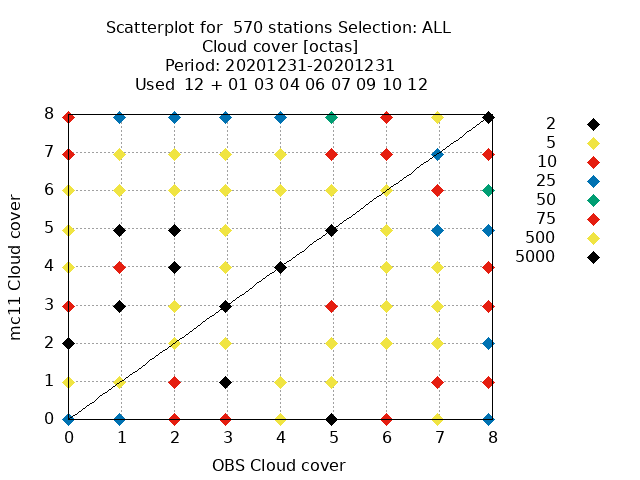 Scatterplot for  570 stations Selection: ALL
Cloud cover [octas]
Period: 20201231-20201231
Used  12 + 01 03 04 06 07 09 10 12
8
7
6
5
4
3
2
1
0
mc11 Cloud cover
0 1 2 3 4 5 6 7 8
OBS Cloud cover
2
5
10
25
50
75
500
5000